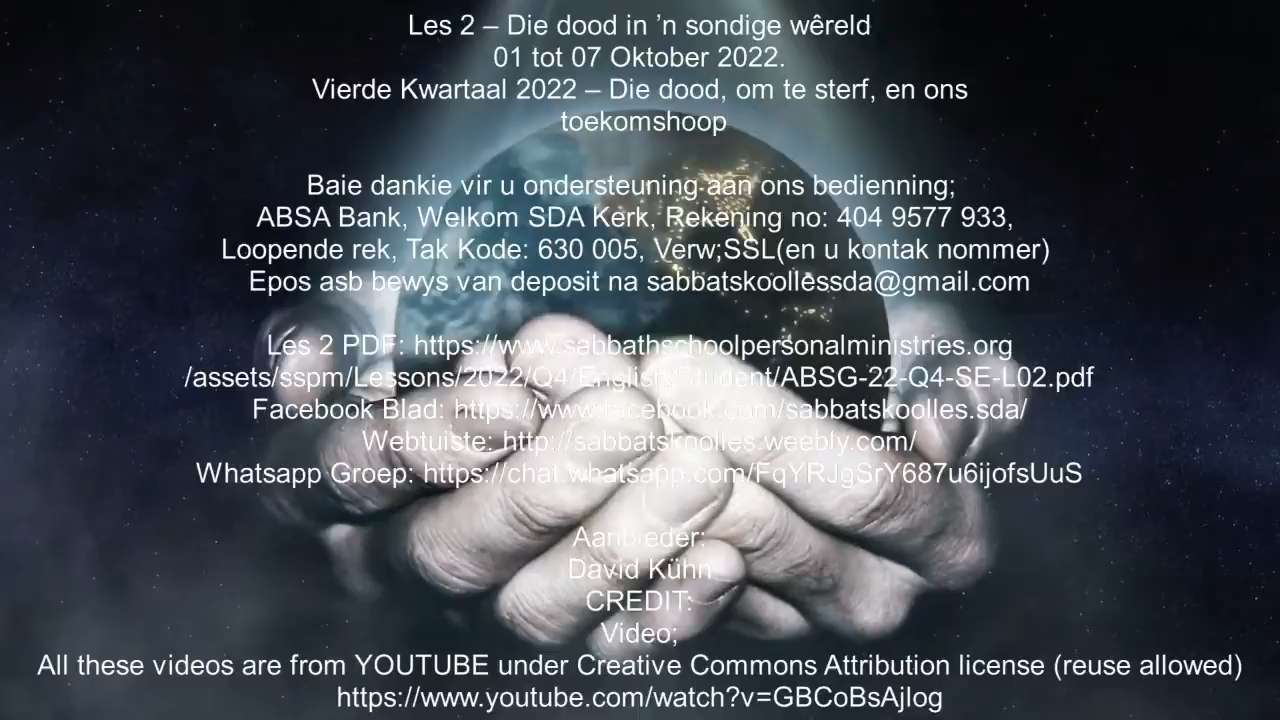 Les 2 – Die dood in ’n sondige wêreld
01 tot 07 Oktober 2022.
Vierde Kwartaal 2022 – Die dood, om te sterf, en ons
toekomshoop
Baie dankie vir u ondersteuning aan ons bedienning;
ABSA Bank, Welkom SDA Kerk, Rekening no: 404 9577 933,
Loopende rek, Tak Kode: 630 005, Verw;SSL(en u kontak nommer)
Epos asb bewys van deposit na sabbatskoollessda@gmail.com
Les 2 PDF: https://www.sabbathschoolpersonalministries.org
/assets/sspm/Lessons/2022/Q4/English/Student/ABSG-22-Q4-SE-L02.pdf
Facebook Blad: https://www.facebook.com/sabbatskoolles.sda/
Webtuiste: http://sabbatskoolles.weebly.com/
Whatsapp Groep: https://chat.whatsapp.com/FqYRJgSrY687u6ijofsUuS
Aanbieder:
David Kühn
CREDIT:
Video;
All these videos are from YOUTUBE under Creative Commons Attribution license (reuse allowed)
https://www.youtube.com/watch?v=GBCoBsAjlog